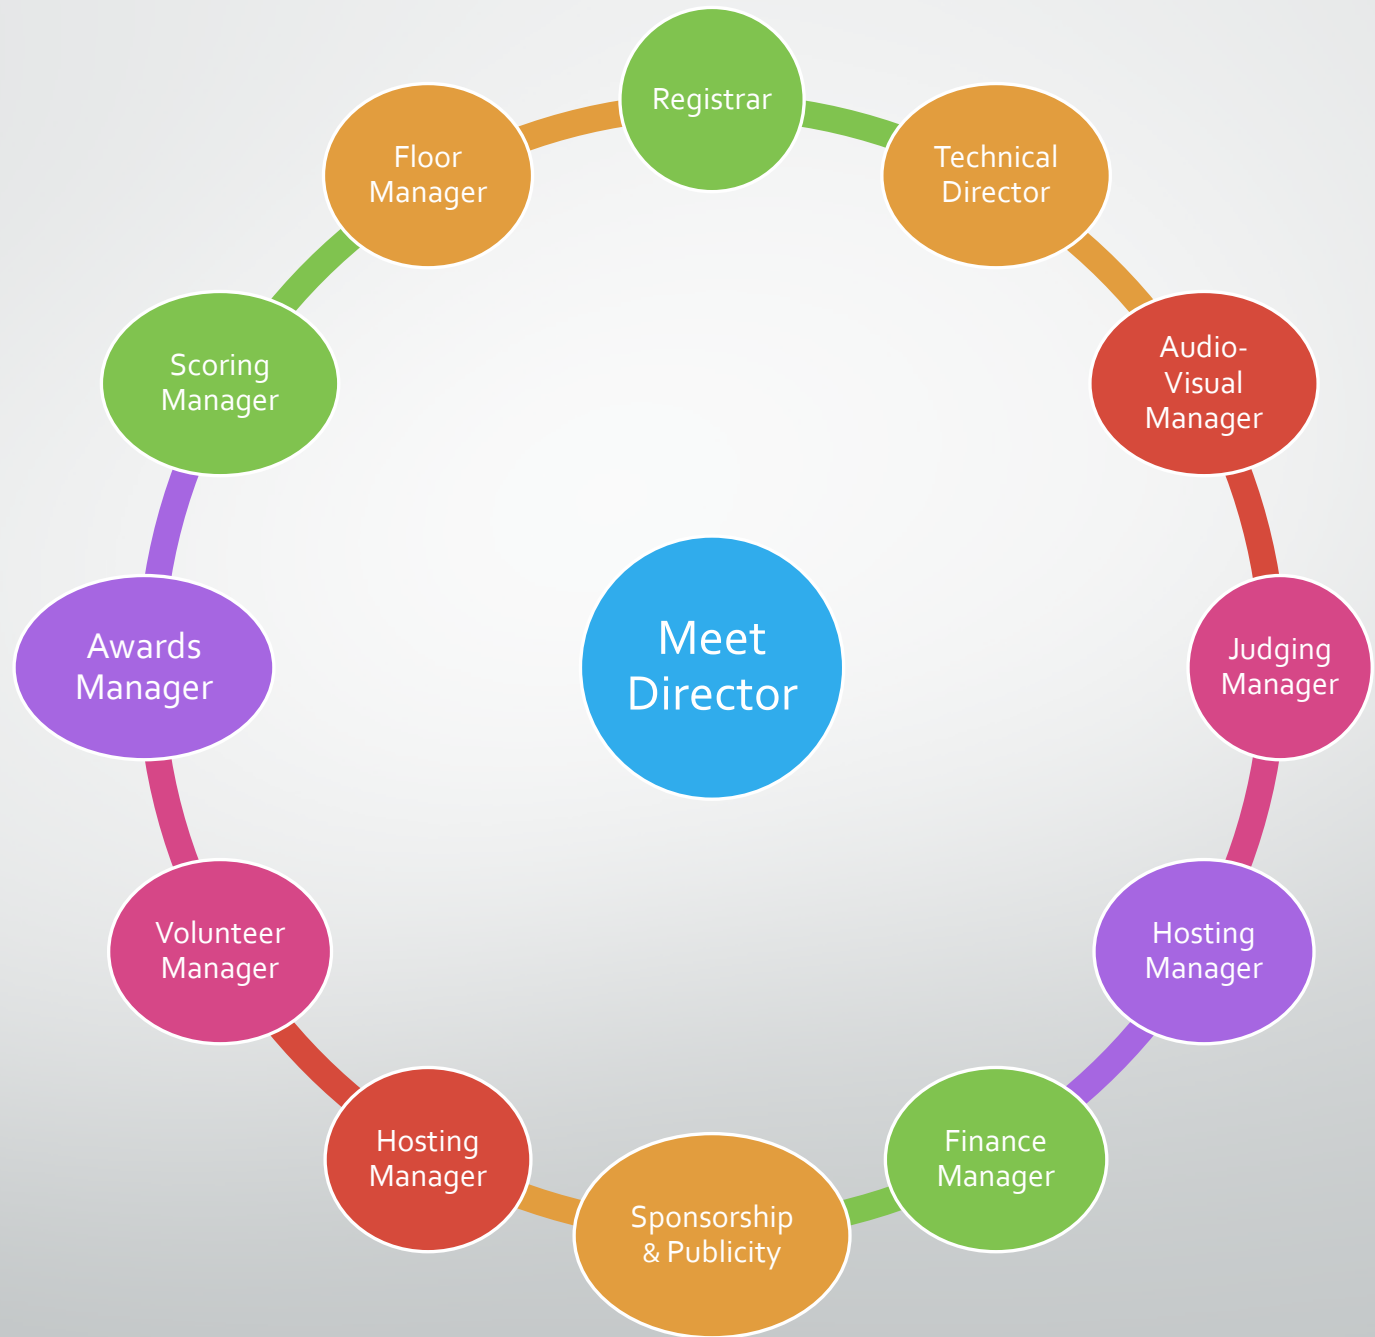 Registrar
Technical
Director
Audio-
Visual
Manager
Judging
Manager
Hosting
Manager
Finance
Manager
Sponsorship
& Publicity
Hosting
Manager
Volunteer
Manager
Awards
Manager
Scoring
Manager
Floor
Manager
Meet
Director